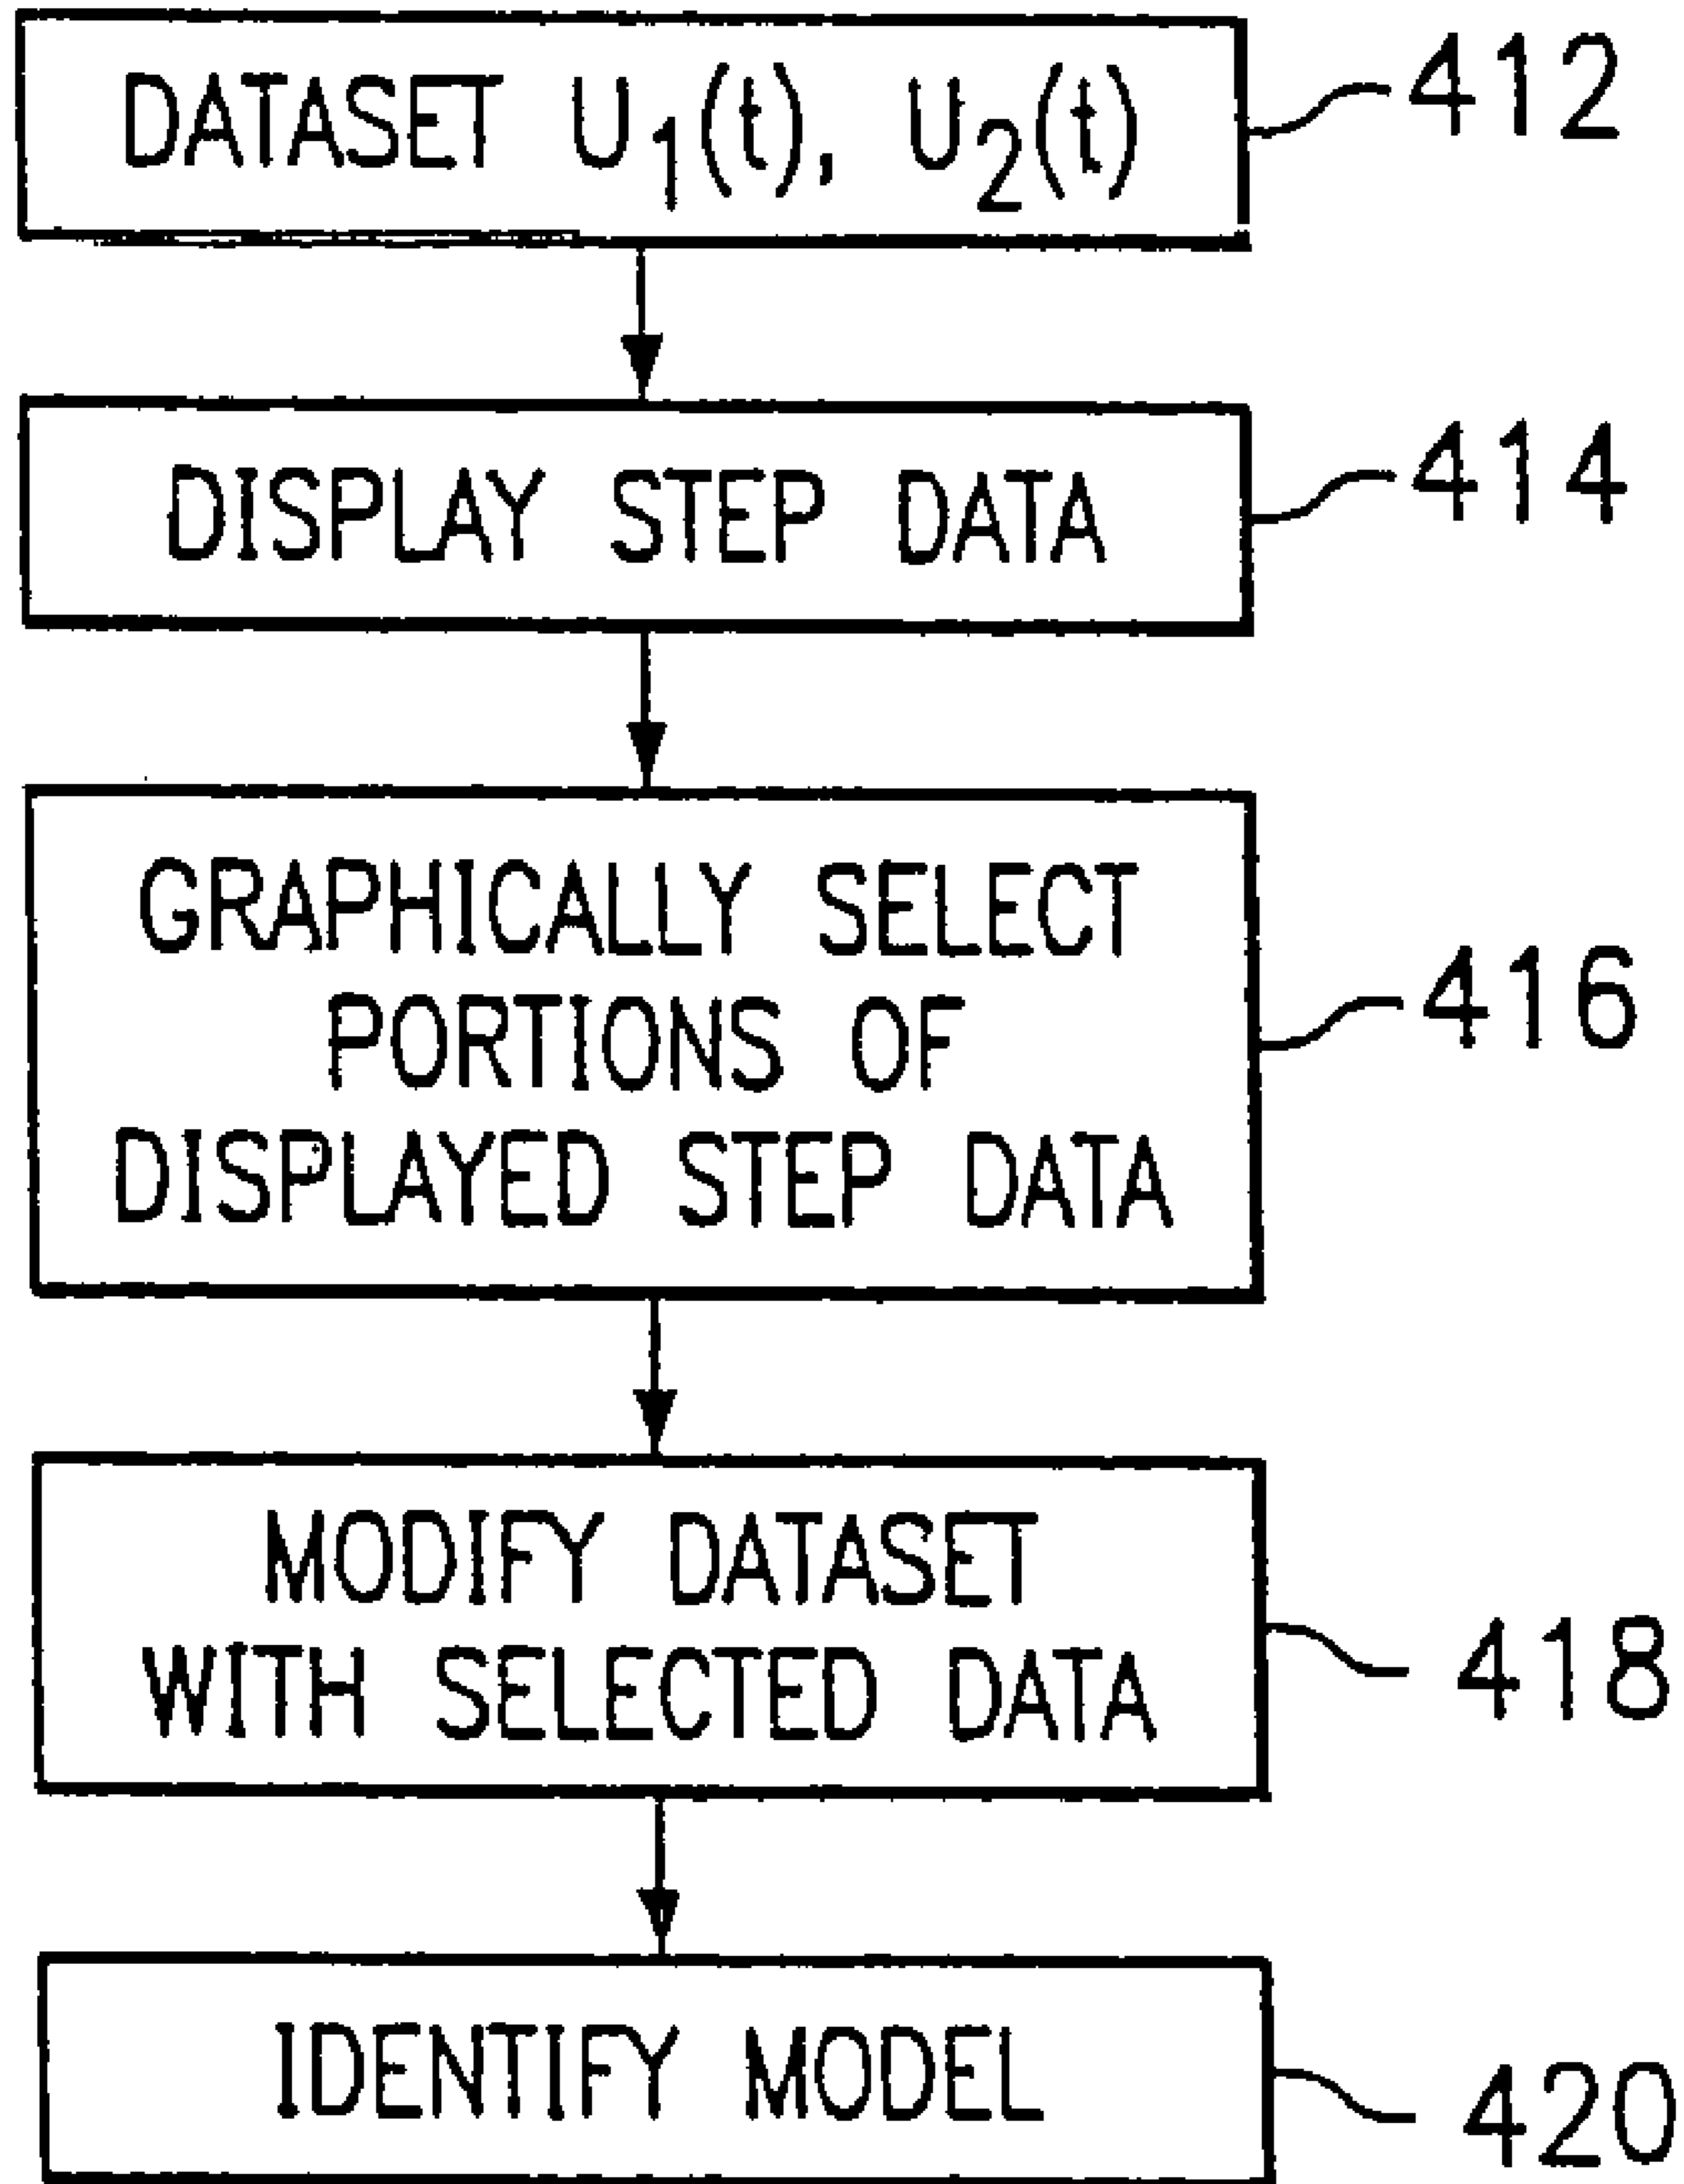 DATASET U₁(t), U₂(t)
412
DISPLAY STEP DATA
414
GRAPHICALLY SELECT
PORTIONS OF
DISPLAYED STEP DATA
416
MODIFY DATASET
WITH SELECTED DATA
418
IDENTIFY MODEL
420